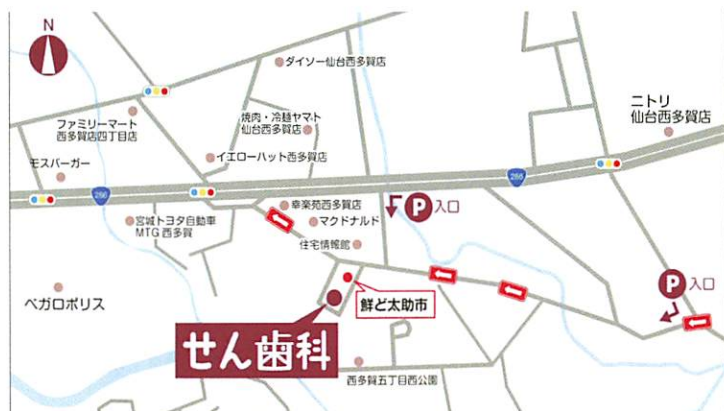 N
ダイソー仙台西多賀店
ファミリーマート
西多賀店四丁目店
焼肉・冷麺ヤマト
仙台西多賀店
ニトリ
仙台西多賀店
モスバーガー
イエローハット西多賀店
286
286
宮城トヨタ自動車
MTG 西多賀
幸楽苑西多賀店
マクドナルド
P 入口
住宅情報館
ベガロポリス
鮮ど太助市
P 入口
せん歯科
西多賀五丁目西公園